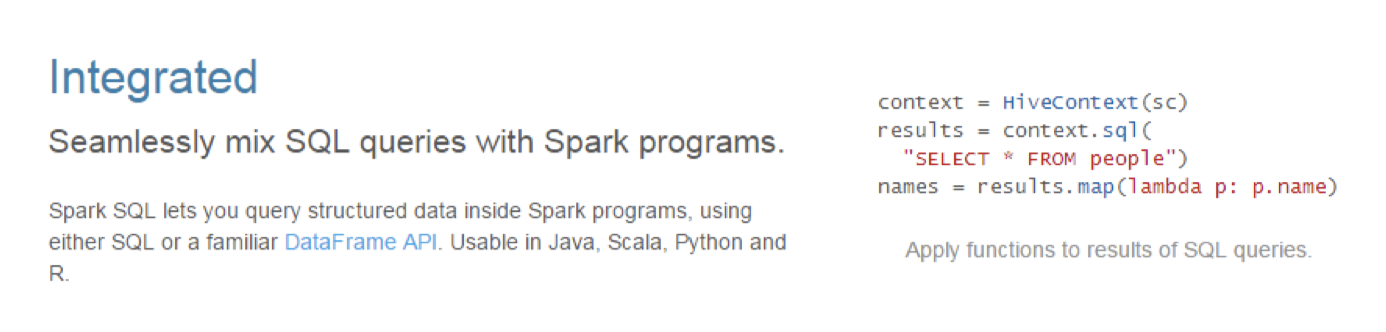 Integrated
Seamlessly mix SQL queries with Spark programs.
Spark SQL lets you query structured data inside Spark programs, using
either SQL or a familiar DataFrame API. Usable in Java, Scala, Python and
R.
context = HiveContext(sc)
results = context.sql(
  "SELECT * FROM people")
names = results.map(lambda p: p.name)
Apply functions to results of SQL queries.